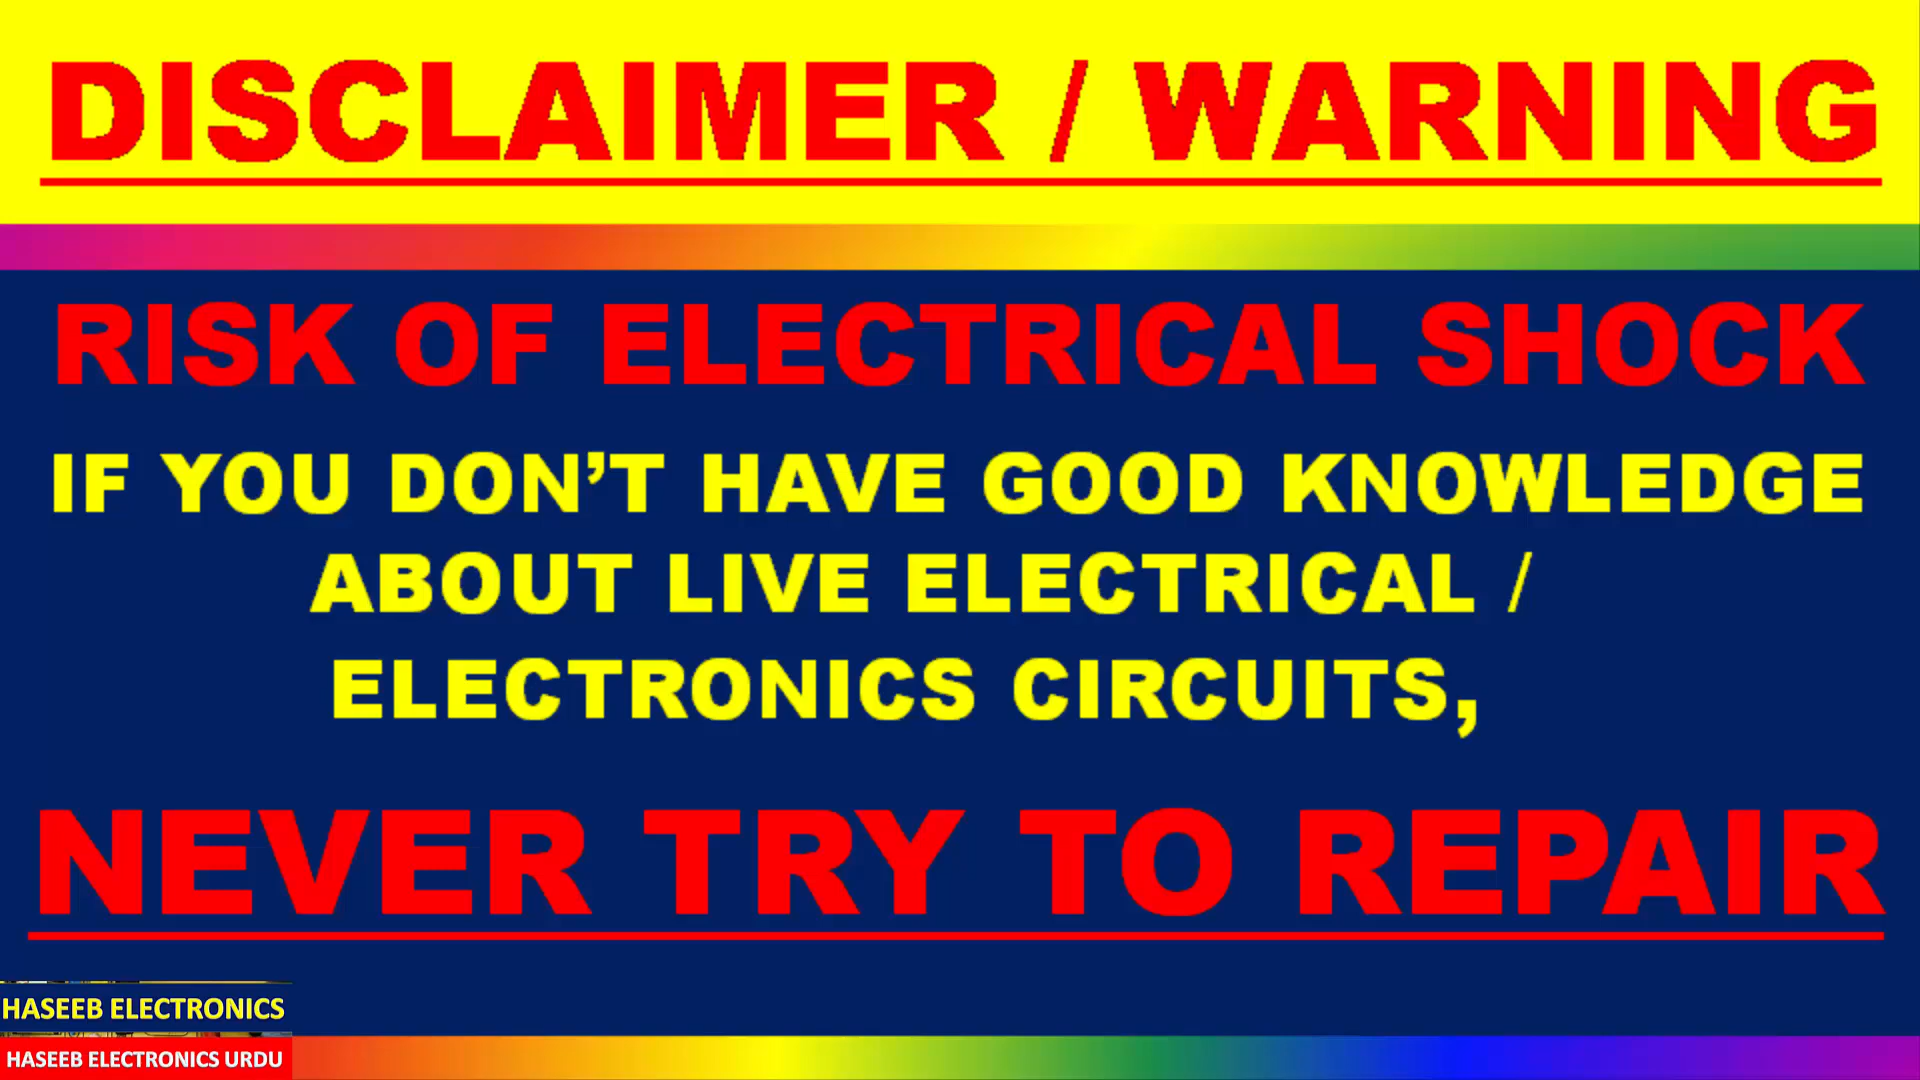 DISCLAIMER / WARNING
RISK OF ELECTRICAL SHOCK
IF YOU DON’T HAVE GOOD KNOWLEDGE
ABOUT LIVE ELECTRICAL /
ELECTRONICS CIRCUITS,
NEVER TRY TO REPAIR
HASEEB ELECTRONICS
HASEEB ELECTRONICS URDU